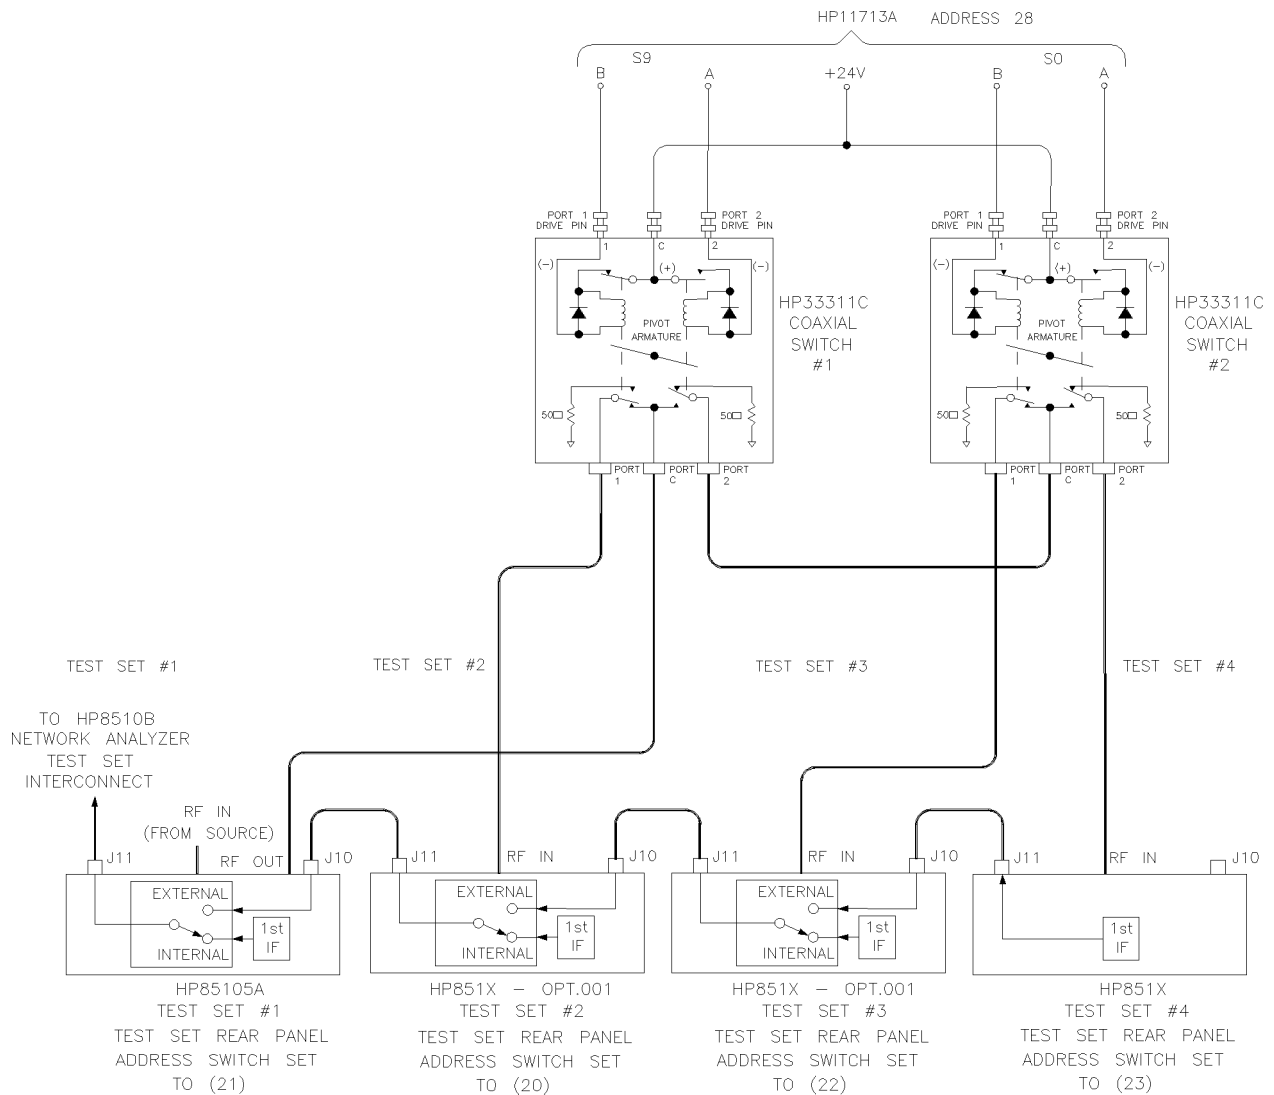 HP11713A ADDRESS 28
S9 S0
B A +24V B A
PORT 1
DRIVE PIN
PORT 2
DRIVE PIN
1 C 2
(-) (+) (-)
PIVOT
ARMATURE
50□ 50□
HP33311C
COAXIAL
SWITCH
#1
PORT
1
PORT
C
PORT
2
PORT 1
DRIVE PIN
PORT 2
DRIVE PIN
1 C 2
(-) (+) (-)
PIVOT
ARMATURE
50□ 50□
HP33311C
COAXIAL
SWITCH
#2
PORT
1
PORT
C
PORT
2
TEST SET #1 TEST SET #2 TEST SET #3 TEST SET #4
TO HP8510B
NETWORK ANALYZER
TEST SET
INTERCONNECT
RF IN
(FROM SOURCE)
J11 RF OUT J10
EXTERNAL
1st
IF
INTERNAL
HP85105A
TEST SET #1
TEST SET REAR PANEL
ADDRESS SWITCH SET
TO (21)
J11 RF IN J10
EXTERNAL
1st
IF
INTERNAL
HP851X - OPT.001
TEST SET #2
TEST SET REAR PANEL
ADDRESS SWITCH SET
TO (20)
J11 RF IN J10
EXTERNAL
1st
IF
INTERNAL
HP851X - OPT.001
TEST SET #3
TEST SET REAR PANEL
ADDRESS SWITCH SET
TO (22)
J11 RF IN J10
1st
IF
HP851X
TEST SET #4
TEST SET REAR PANEL
ADDRESS SWITCH SET
TO (23)